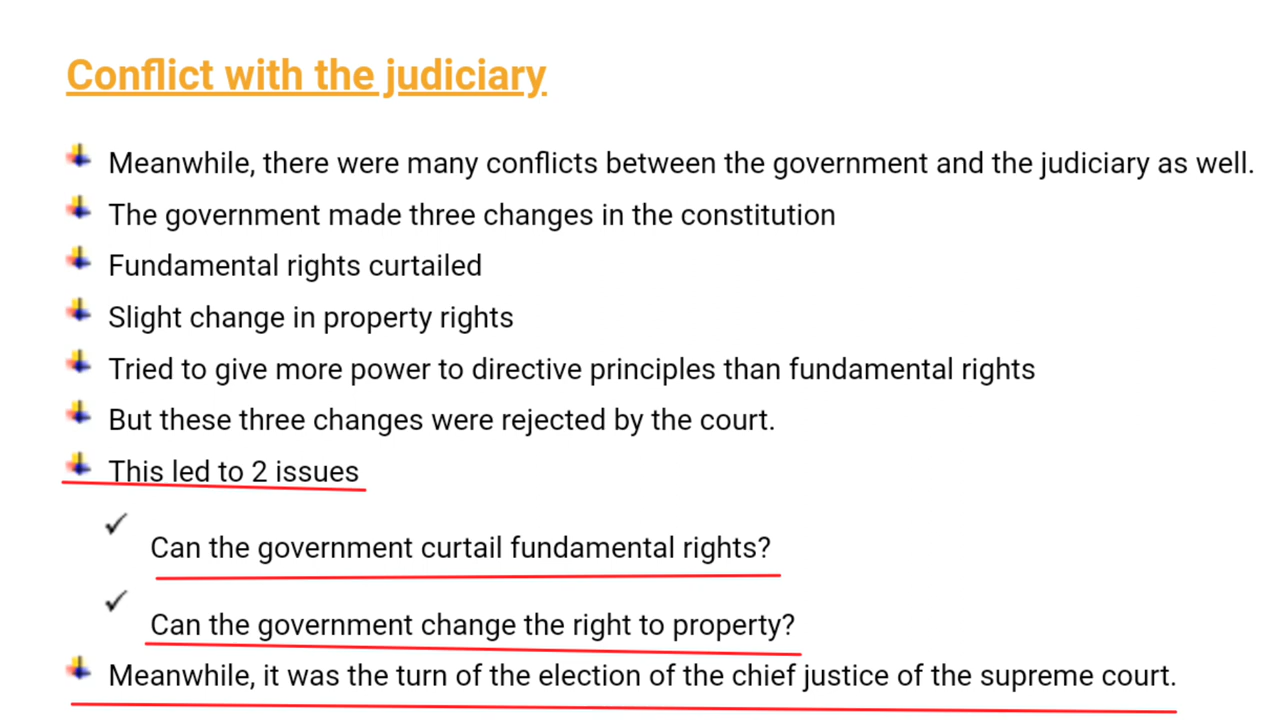 Conflict with the judiciary
Meanwhile, there were many conflicts between the government and the judiciary as well.
The government made three changes in the constitution
Fundamental rights curtailed
Slight change in property rights
Tried to give more power to directive principles than fundamental rights
But these three changes were rejected by the court.
This led to 2 issues
Can the government curtail fundamental rights?
Can the government change the right to property?
Meanwhile, it was the turn of the election of the chief justice of the supreme court.